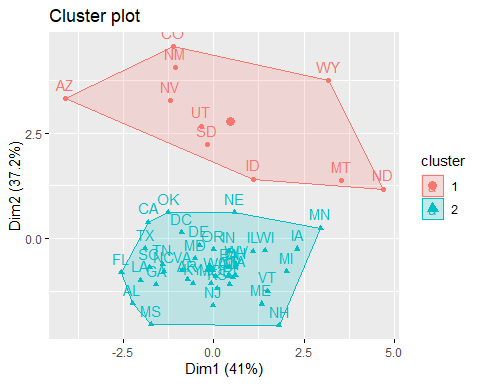 Cluster plot
CO
NM
WY
AZ
NV
UT
SD
MT
ID
ND
OK
NE
CA
DC
MN
TX
DE
OR
IN
IL
WI
IA
MD
TN
SC
NC
VA
FL
LA
GA
MI
VT
AL
NJ
ME
MS
NH
2.5
0.0
-2.5
0.0
2.5
5.0
Dim1 (41%)
Dim2 (37.2%)
cluster
1
2